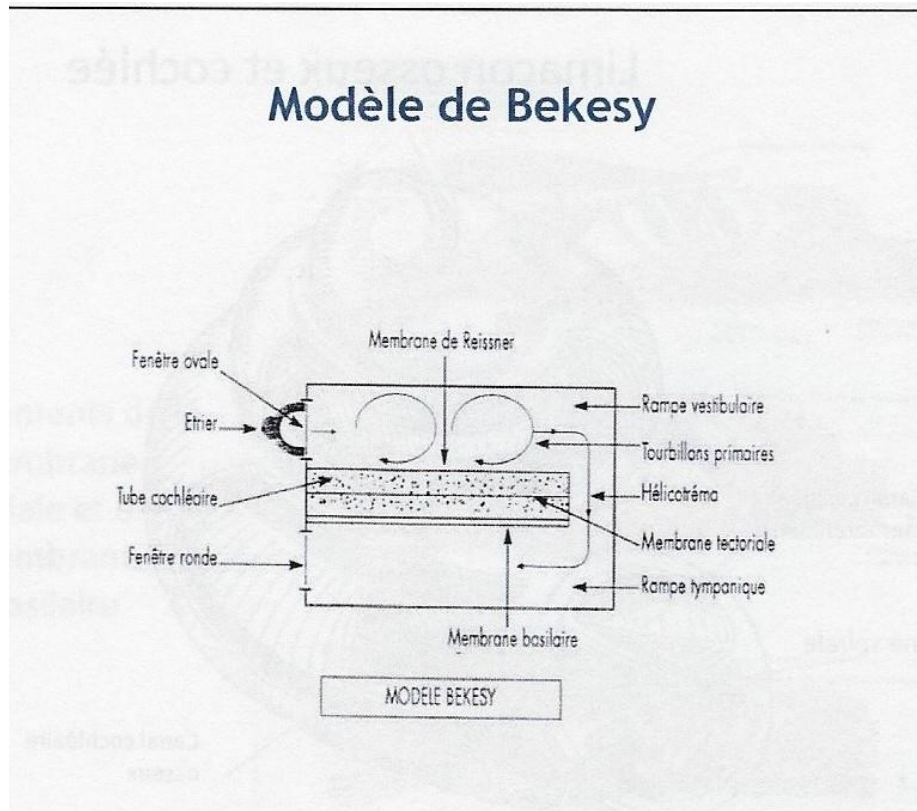 Modèle de Bekesy
Membrane de Reissner
Fenêtre ovale
Etrier
Tube cochléaire
Fenêtre ronde
Rampe vestibulaire
Tourbillons primaires
Hélicotréma
Membrane tectoriale
Rampe tympanique
Membrane basilaire
MODELE BEKESY